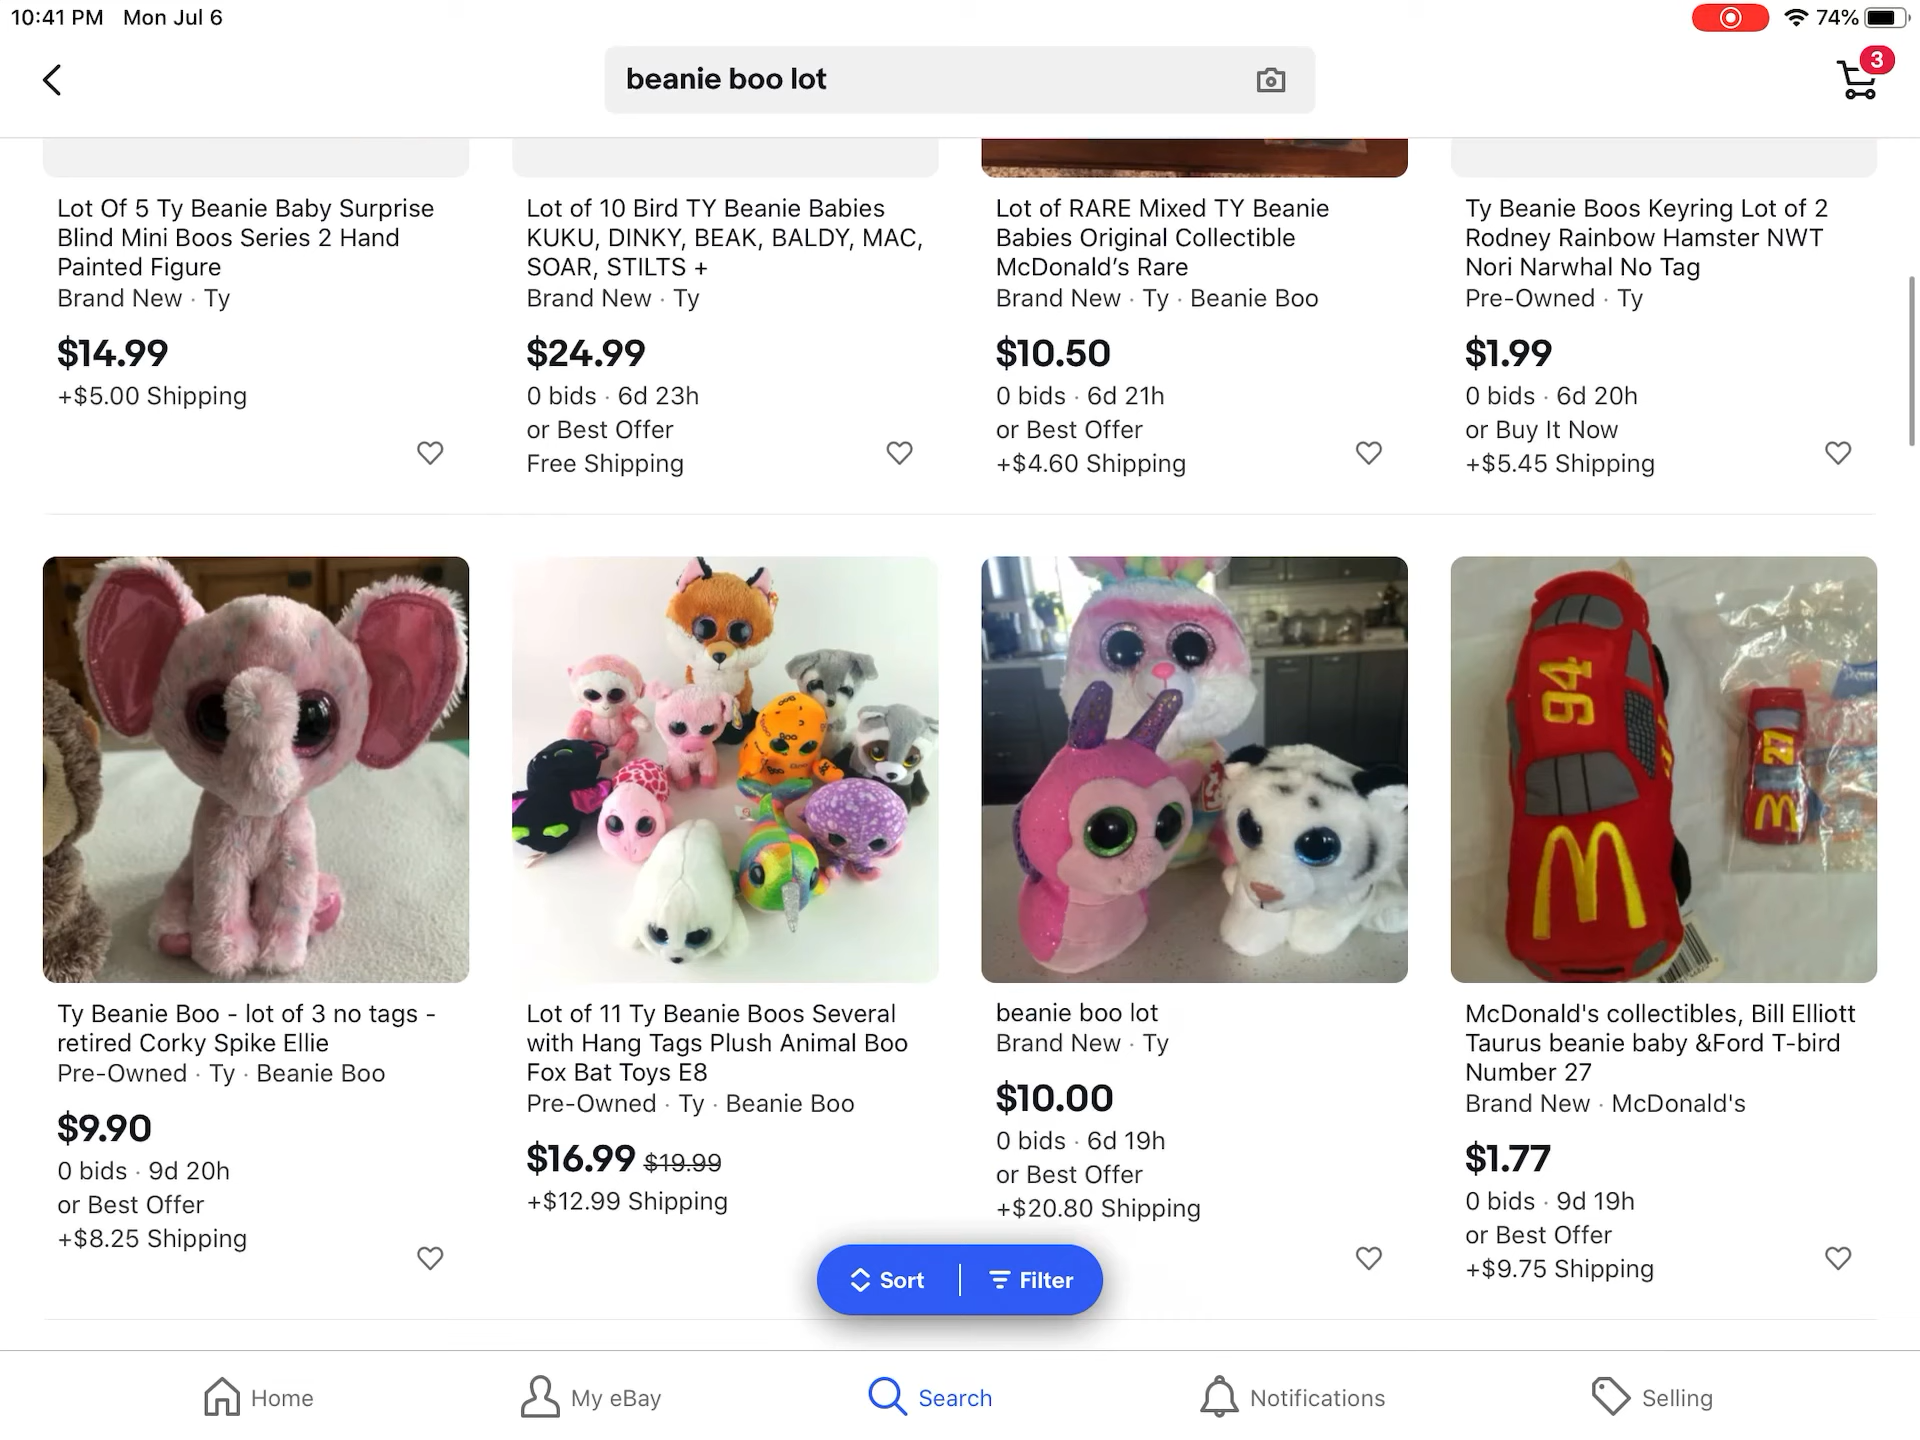 10:41 PM Mon Jul 6
74%
beanie boo lot
3
Lot Of 5 Ty Beanie Baby Surprise
Blind Mini Boos Series 2 Hand
Painted Figure
Brand New · Ty
$14.99
+$5.00 Shipping
Lot of 10 Bird TY Beanie Babies
KUKU, DINKY, BEAK, BALDY, MAC,
SOAR, STILTS +
Brand New · Ty
$24.99
0 bids · 6d 23h
or Best Offer
Free Shipping
Lot of RARE Mixed TY Beanie
Babies Original Collectible
McDonald’s Rare
Brand New · Ty · Beanie Boo
$10.50
0 bids · 6d 21h
or Best Offer
+$4.60 Shipping
Ty Beanie Boos Keyring Lot of 2
Rodney Rainbow Hamster NWT
Nori Narwhal No Tag
Pre-Owned · Ty
$1.99
0 bids · 6d 20h
or Buy It Now
+$5.45 Shipping
94
27
Ty Beanie Boo - lot of 3 no tags -
retired Corky Spike Ellie
Pre-Owned · Ty · Beanie Boo
$9.90
0 bids · 9d 20h
or Best Offer
+$8.25 Shipping
Lot of 11 Ty Beanie Boos Several
with Hang Tags Plush Animal Boo
Fox Bat Toys E8
Pre-Owned · Ty · Beanie Boo
$16.99 $19.99
+$12.99 Shipping
beanie boo lot
Brand New · Ty
$10.00
0 bids · 6d 19h
or Best Offer
+$20.80 Shipping
McDonald's collectibles, Bill Elliott
Taurus beanie baby &Ford T-bird
Number 27
Brand New · McDonald's
$1.77
0 bids · 9d 19h
or Best Offer
+$9.75 Shipping
Sort
Filter
Home
My eBay
Search
Notifications
Selling